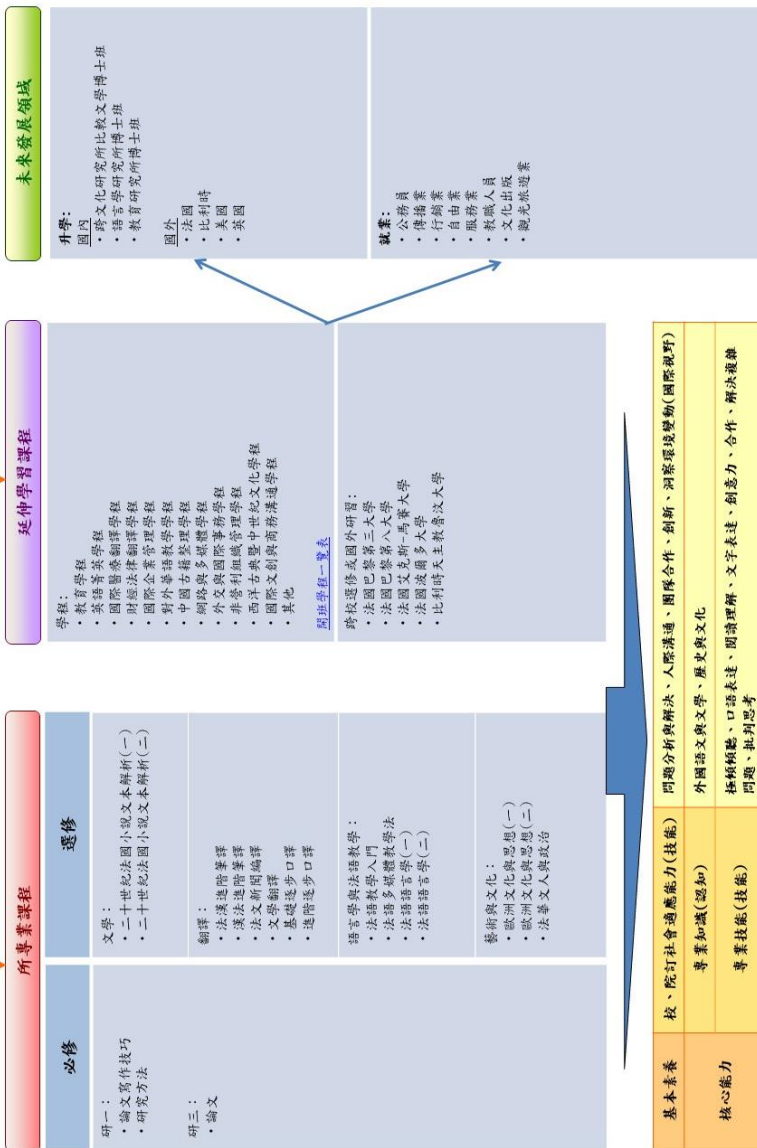 所專業課程
必修
研一：
・論文寫作技巧
・研究方法
研三：
・論文
選修
文學：
・二十世紀法國小說文本解析(一)
・二十世紀法國小說文本解析(二)
翻譯：
・法漢進階筆譯
・漢法進階筆譯
・法文新聞編譯
・文學翻譯
・基礎逐步口譯
・進階逐步口譯
語言學與法語教學：
・法語教學入門
・法語多媒體教學法
・法語語言學(一)
・法語語言學(二)
藝術與文化：
・歐洲文化與思想(一)
・歐洲文化與思想(二)
・法華文人與政治
延伸學習課程
學程：
・教育學程
・英語菁英學程
・國際醫療翻譯學程
・財經法律翻譯學程
・國際企業管理學程
・對外華語教學學程
・中國古籍整理學程
・網路與多媒體學程
・外交與國際事務學程
・非營利組織管理學程
・西洋古典暨中世紀文化學程
・國際文創與商務溝通學程
・其他
開班學程一覽表
跨校選修或國外研習：
・法國巴黎第三大學
・法國巴黎第八大學
・法國艾克斯-馬賽大學
・法國波爾多大學
・比利時天主教魯汶大學
未來發展領域
升學：
國內
・跨文化研究所比較文學博士班
・語言學研究所博士班
・教育研究所博士班
國外
・法國
・比利時
・美國
・英國
就業：
・公務員
・傳播業
・行銷業
・自由業
・服務業
・教職人員
・文化出版
・觀光旅遊業
基本素養
校、院訂社會適應能力(技能)
問題分析與解決、人際溝通、團隊合作、創新、洞察環境變動(國際視野)
核心能力
專業知識(認知)
外國語文與文學、歷史與文化
專業技能(技能)
積極傾聽、口語表達、閱讀理解、文字表達、創意力、合作、解決複雜
問題、批判思考